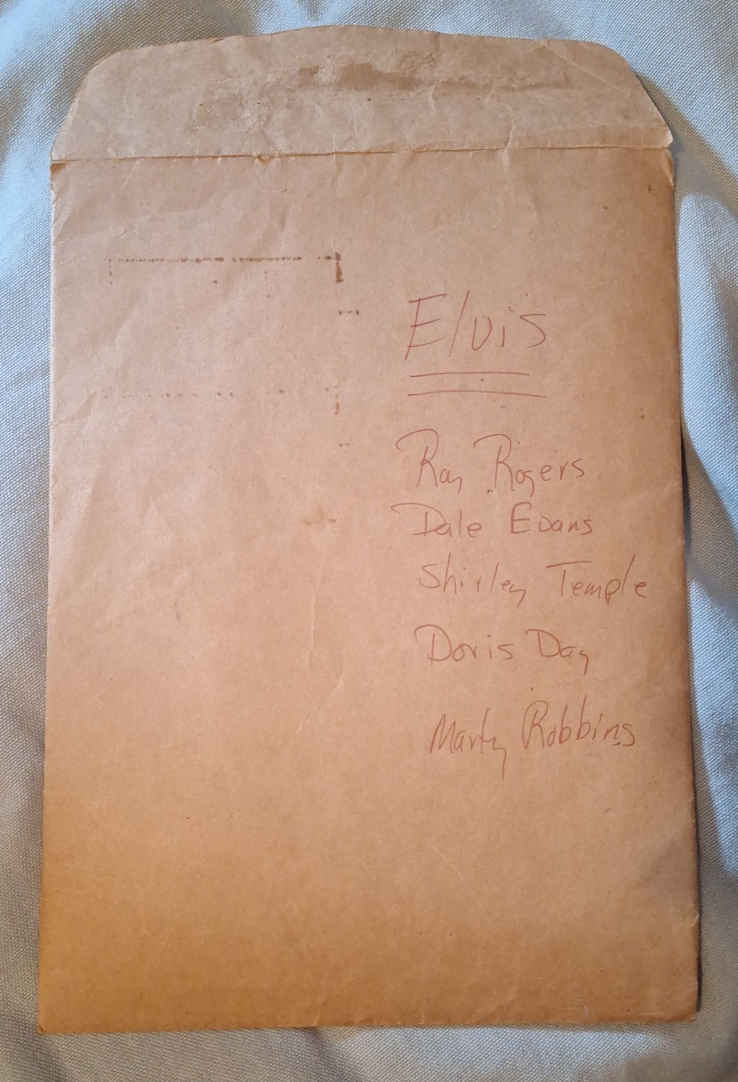 Elvis
Roy Rogers
Dale Evans
Shirley Temple
Doris Day
Marty Robbins